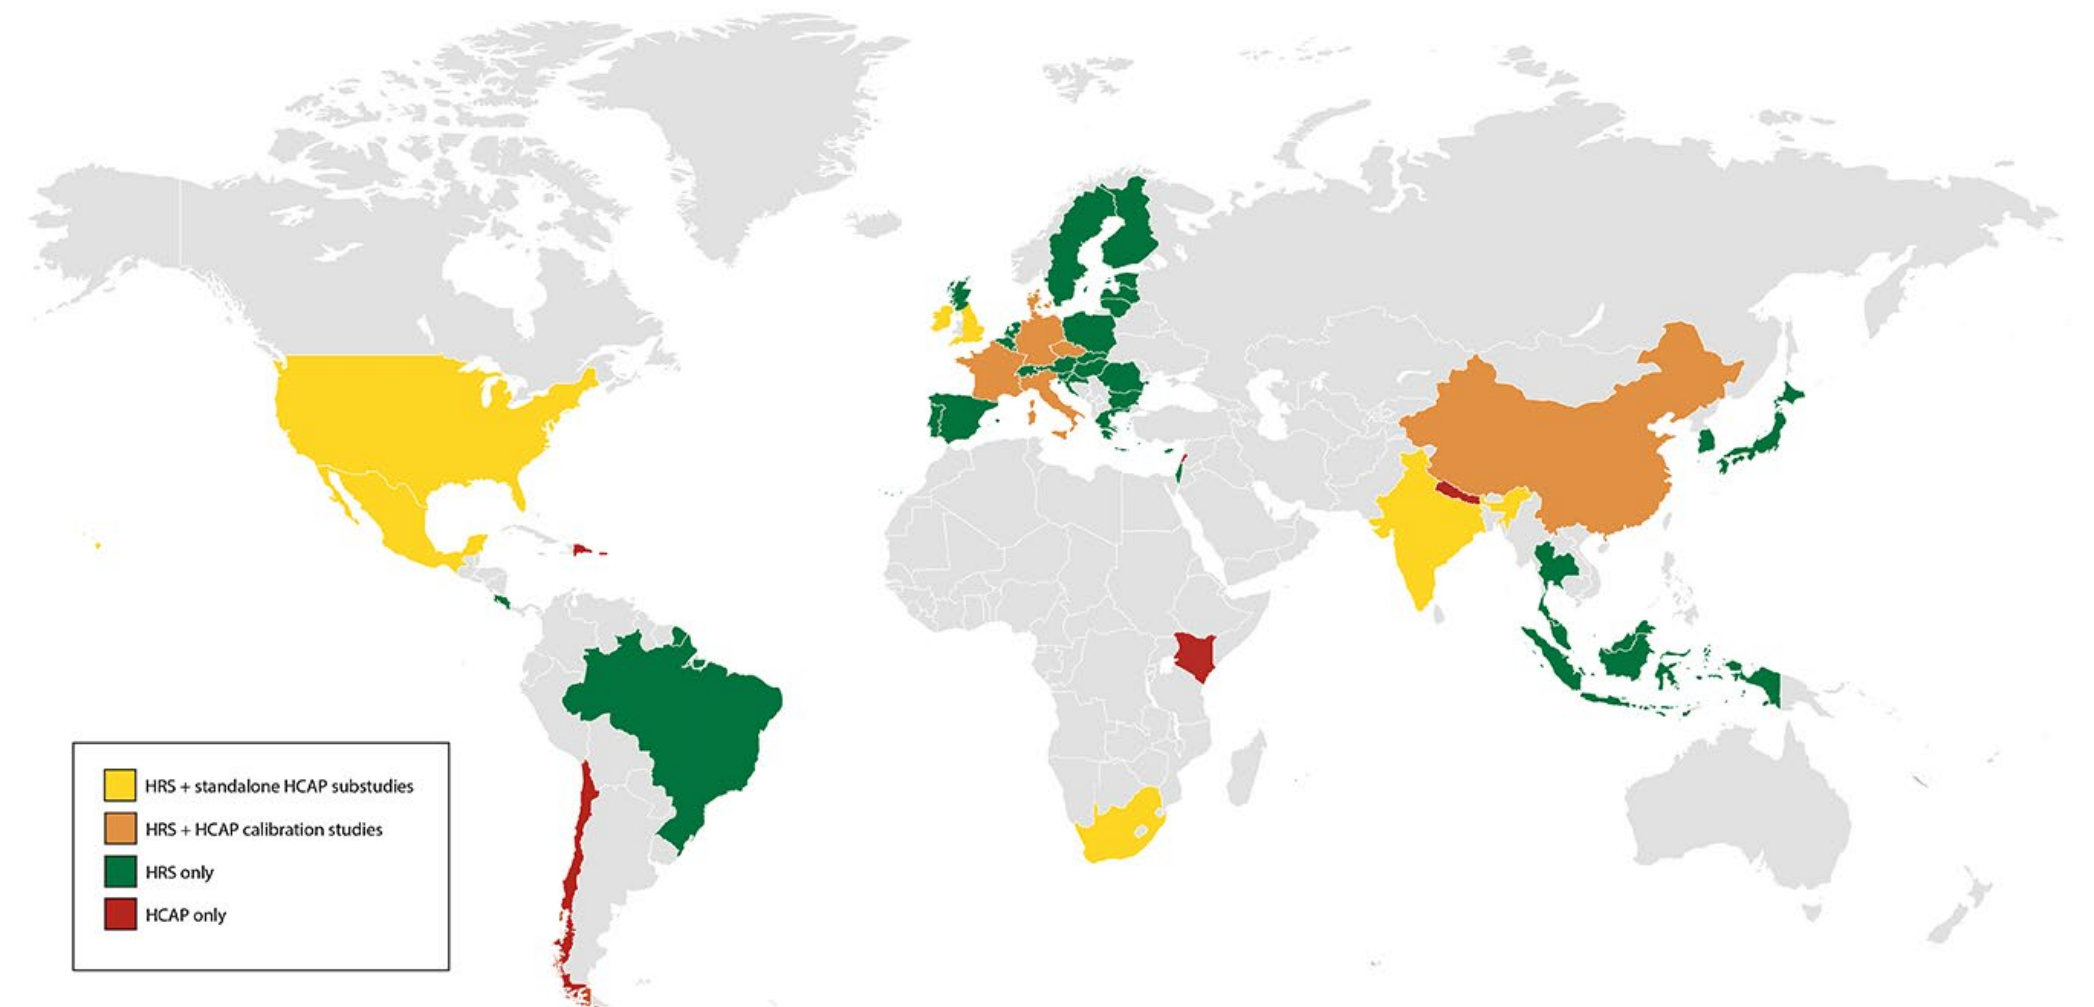 HRS + standalone HCAP substudies
HRS + HCAP calibration studies
HRS only
HCAP only